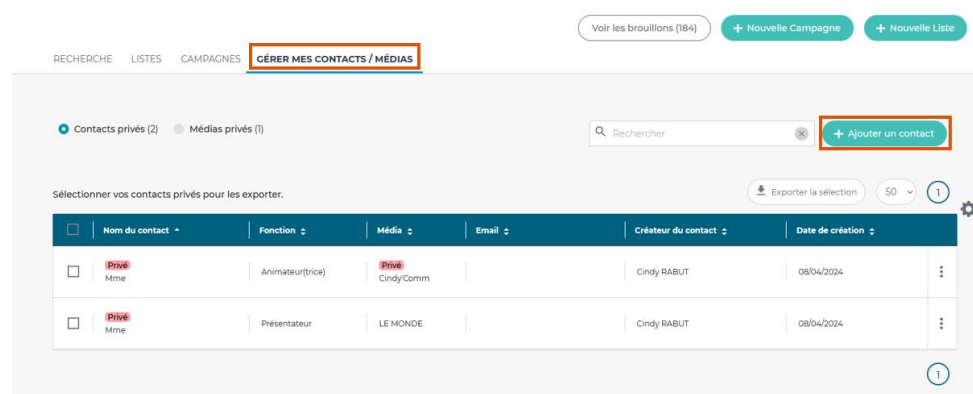 Voir les brouillons (184) + Nouvelle Campagne + Nouvelle Liste
RECHERCHE LISTES CAMPAGNES GÉRER MES CONTACTS / MÉDIAS
Contacts privés (2) Médias privés (1) Rechercher + Ajouter un contact
Sélectionner vos contacts privés pour les exporter. Exporter la sélection 50 1
Nom du contact Fonction Média Email Créateur du contact Date de création
Privé Privé
Mme Animateur(trice) Cindy'Comm Cindy RABUT 08/04/2024
Privé
Mme Présentateur LE MONDE Cindy RABUT 08/04/2024
1